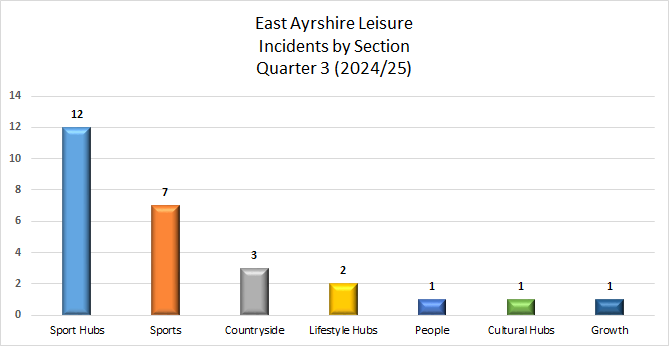 East Ayrshire Leisure
Incidents by Section
Quarter 3 (2024/25)
14
12
10
8
6
4
2
0
12
7
3
2
1
1
1
Sport Hubs
Sports
Countryside
Lifestyle Hubs
People
Cultural Hubs
Growth